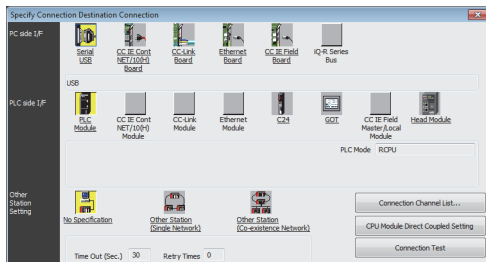 Specify Connection Destination Connection
PC side I/F
Serial USB
CC IE Cont NET/10(H) Board
CC-Link Board
Ethernet Board
CC IE Field Board
iQ-R Series Bus
USB
PLC side I/F
PLC Module
CC IE Cont NET/10(H) Module
CC-Link Module
Ethernet Module
C24
GOT
CC IE Field Master/Local Module
Head Module
PLC Mode RCPU
Other Station Setting
No Specification
Other Station (Single Network)
Other Station (Co-existence Network)
Connection Channel List...
CPU Module Direct Coupled Setting
Connection Test
Time Out (Sec.) 30 Retry Times 0